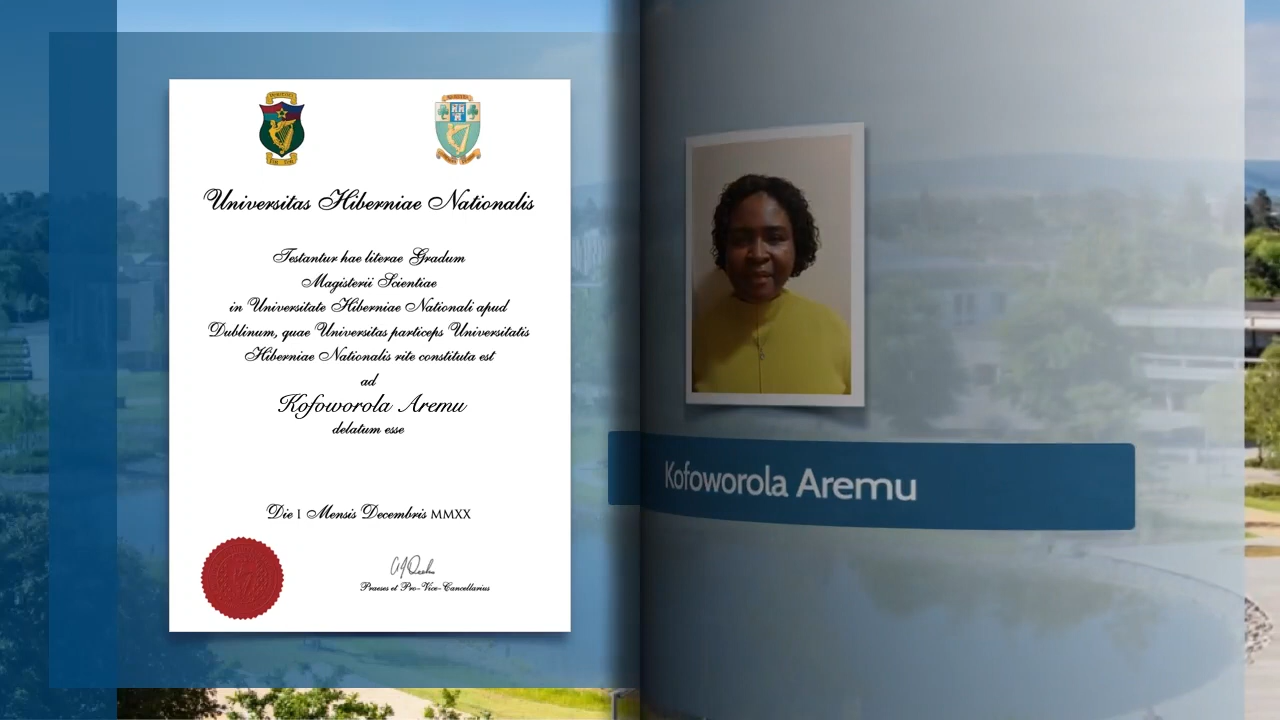 Universitas Hiberniae Nationalis
Testantur hae literae Gradum
Magisterii Scientiae
in Universitate Hiberniae Nationali apud
Dublinum, quae Universitas particeps Universitatis
Hiberniae Nationalis rite constituta est
ad
Kofoworola Aremu
delatum esse
Die I Mensis Decembris MMXX
Praeses et Pro-Vice-Cancellarius
Kofoworola Aremu